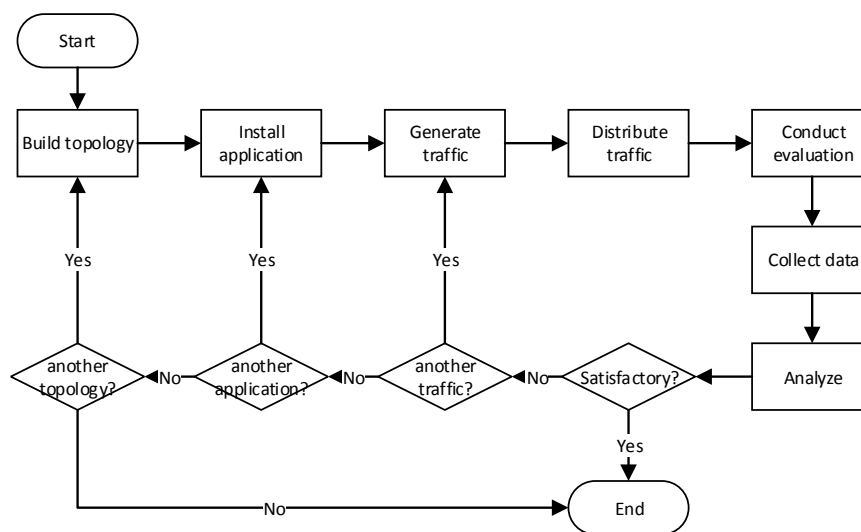 Start
Build topology
Install
application
Generate
traffic
Distribute
traffic
Conduct
evaluation
Yes
Yes
Yes
Collect data
another
topology?
No
another
application?
No
another
traffic?
No
Satisfactory?
Analyze
Yes
No
End